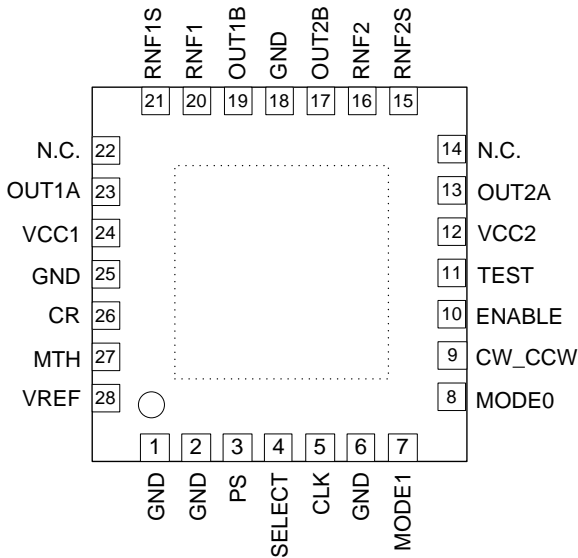 RNF1S RNF1 OUT1B GND OUT2B RNF2 RNF2S
21 20 19 18 17 16 15
N.C. 22 14 N.C.
OUT1A 23 13 OUT2A
VCC1 24 12 VCC2
GND 25 11 TEST
CR 26 10 ENABLE
MTH 27 9 CW_CCW
VREF 28 8 MODE0
1 2 3 4 5 6 7
GND GND PS SELECT CLK GND MODE1